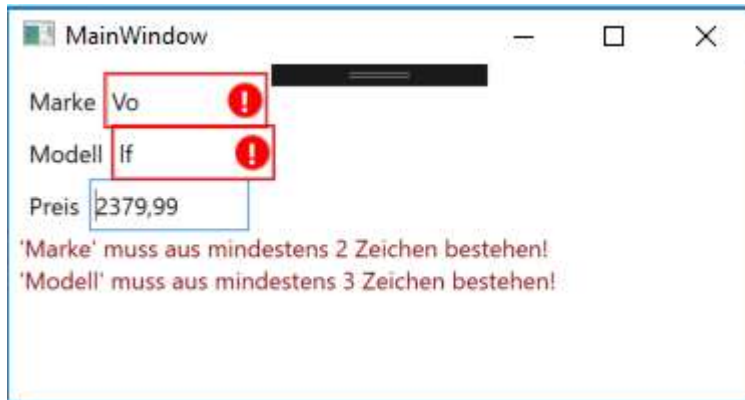 MainWindow
Marke Vo
Modell lf
Preis 2379,99
'Marke' muss aus mindestens 2 Zeichen bestehen!
'Modell' muss aus mindestens 3 Zeichen bestehen!